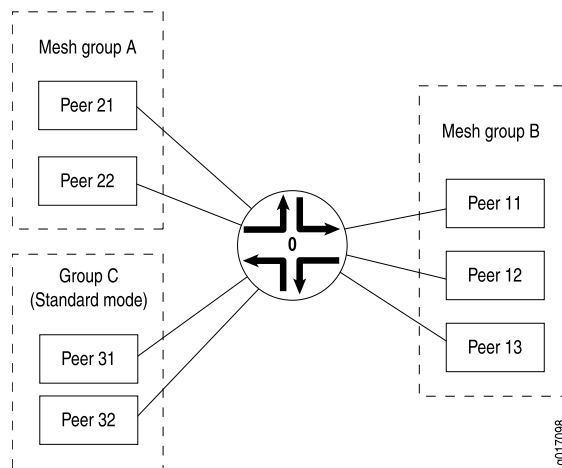 Mesh group A
Peer 21
Peer 22
Group C
(Standard mode)
Peer 31
Peer 32
0
Mesh group B
Peer 11
Peer 12
Peer 13
g017098